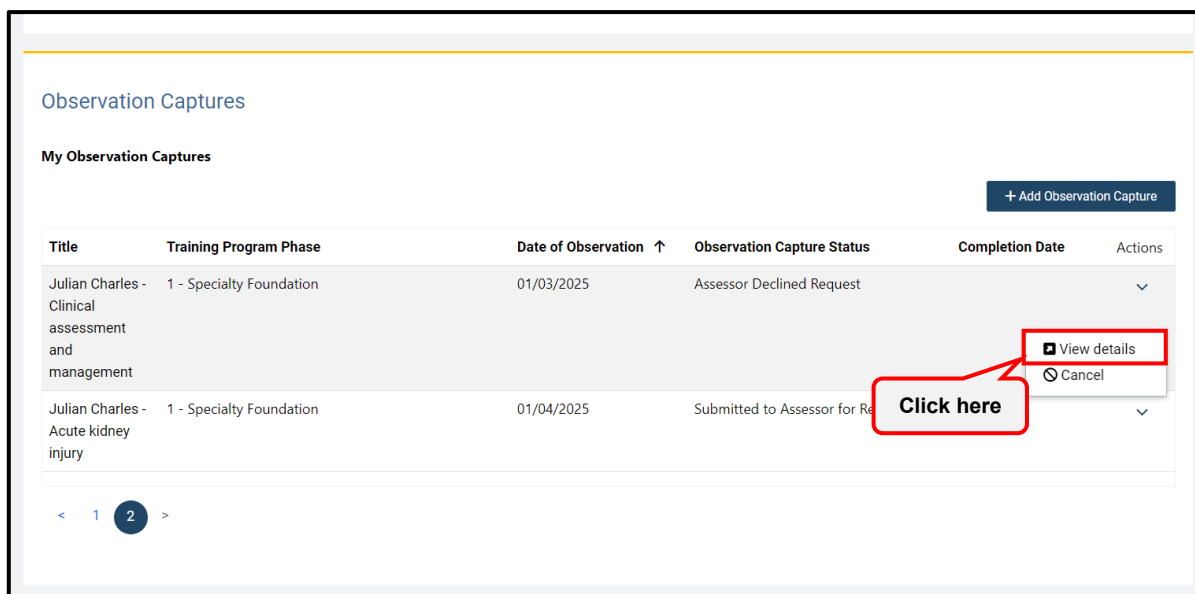 Observation Captures
My Observation Captures
+ Add Observation Capture
Title Training Program Phase Date of Observation ↑ Observation Capture Status Completion Date Actions
Julian Charles - 1 - Specialty Foundation 01/03/2025 Assessor Declined Request
Clinical
assessment
and
management
View details
Cancel
Click here
Julian Charles - 1 - Specialty Foundation 01/04/2025 Submitted to Assessor for
Acute kidney
injury
< 1 2 >